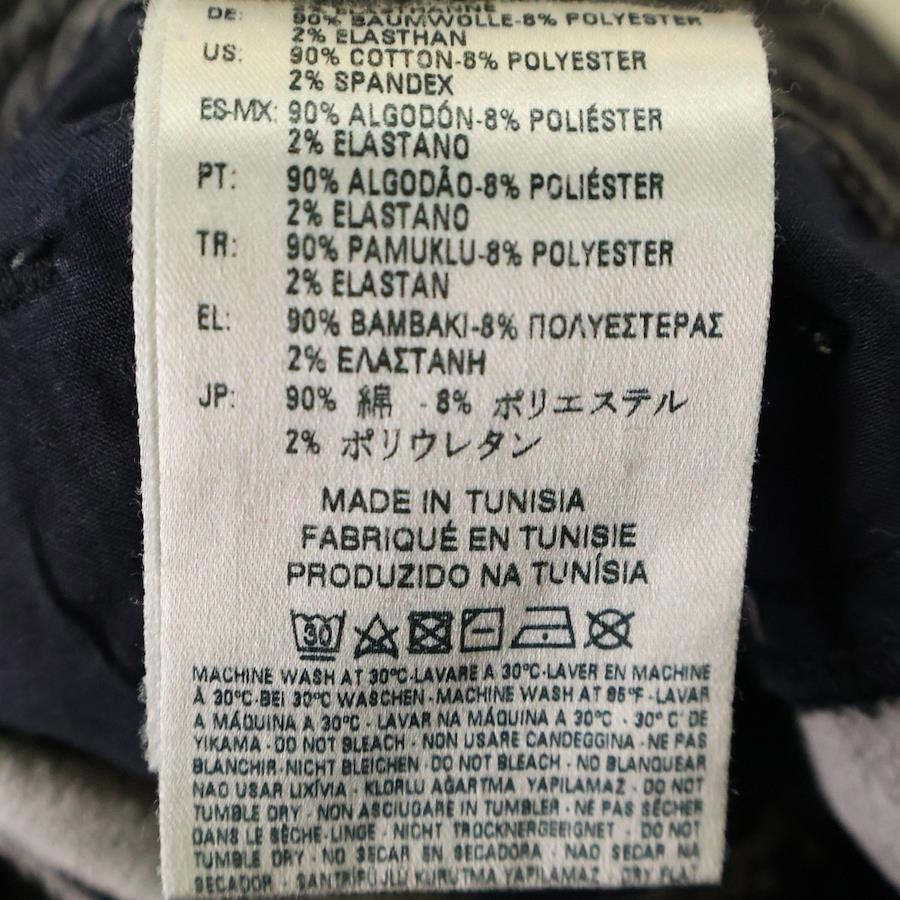 DE: 90% BAUMWOLLE-8% POLYESTER
2% ELASTHAN
US: 90% COTTON-8% POLYESTER
2% SPANDEX
ES-MX: 90% ALGODÓN-8% POLIÉSTER
2% ELASTANO
PT: 90% ALGODÃO-8% POLIÉSTER
2% ELASTANO
TR: 90% PAMUKLU-8% POLYESTER
2% ELASTAN
EL: 90% ΒΑΜΒΑΚΙ-8% ΠΟΛΥΕΣΤΕΡΑΣ
2% ΕΛΑΣΤΑΝΗ
JP: 90% 綿 - 8% ポリエステル
2% ポリウレタン
MADE IN TUNISIA
FABRIQUÉ EN TUNISIE
PRODUZIDO NA TUNÍSIA
30
MACHINE WASH AT 30°C-LAVARE A 30°C-LAVER EN MACHINE
À 30°C-BEI 30°C WASCHEN - MACHINE WASH AT 85°F - LAVAR
A MÁQUINA A 30°C - LAVAR NA MÁQUINA A 30°C - 30° C' DE
YIKAMA - DO NOT BLEACH - NON USARE CANDEGGINA - NE PAS
BLANCHIR-NICHT BLEICHEN - DO NOT BLEACH - NO BLANQUEAR
NAO USAR LIXÍVIA - KLORLU AĞARTMA YAPILAMAZ - DO NOT
TUMBLE DRY - NON ASCIUGARE IN TUMBLER - NE PAS SÉCHER
DANS LE SÈCHE-LINGE - NICHT TROCKNERGEEIGNET - DO NOT
TUMBLE DRY - NO SECAR EN SECADORA - NAO SECAR NA
SECADOR - SANTRİFÜJLÜ KURUTMA YAPILAMAZ - DRY FLAT